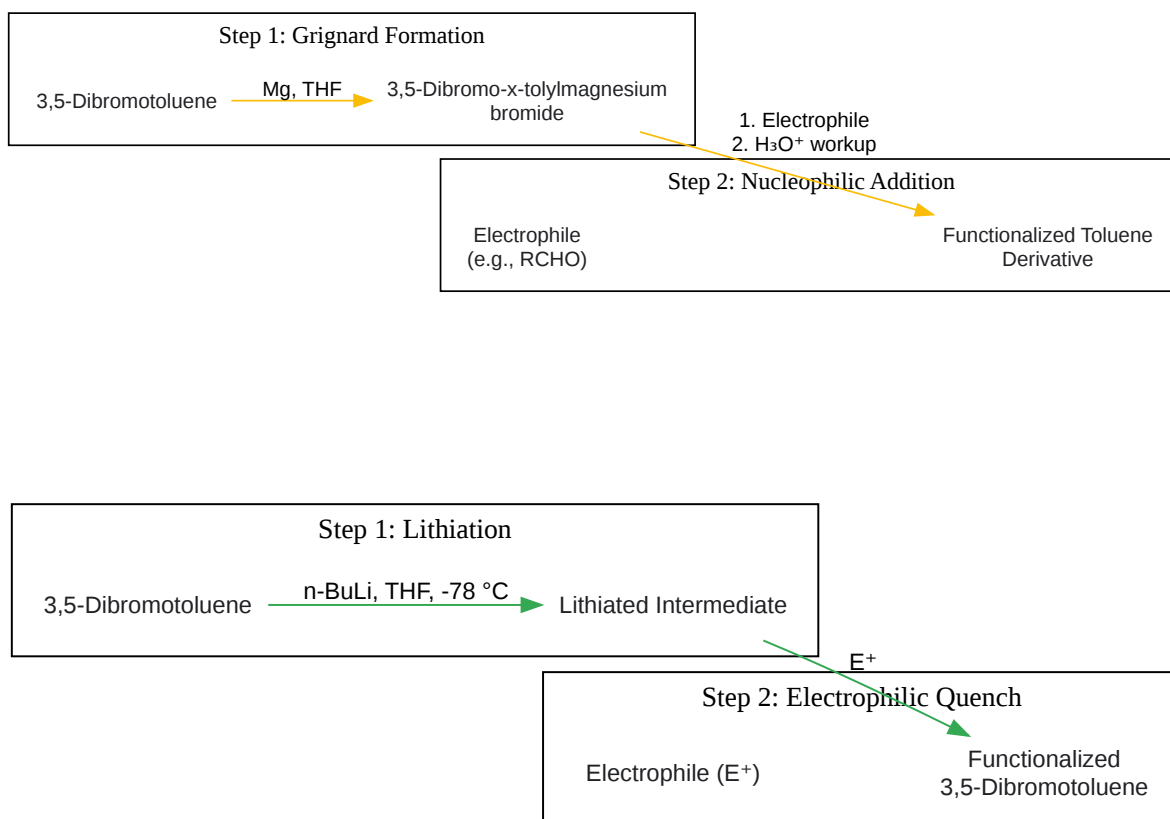 Step 1: Grignard Formation
3,5-Dibromotoluene
Mg, THF
3,5-Dibromo-x-tolylmagnesium
bromide
1. Electrophile
2. H₃O⁺ workup
Step 2: Nucleophilic Addition
Electrophile
(e.g., RCHO)
Functionalized Toluene
Derivative
Step 1: Lithiation
3,5-Dibromotoluene
n-BuLi, THF, -78 °C
Lithiated Intermediate
E⁺
Step 2: Electrophilic Quench
Electrophile (E⁺)
Functionalized
3,5-Dibromotoluene